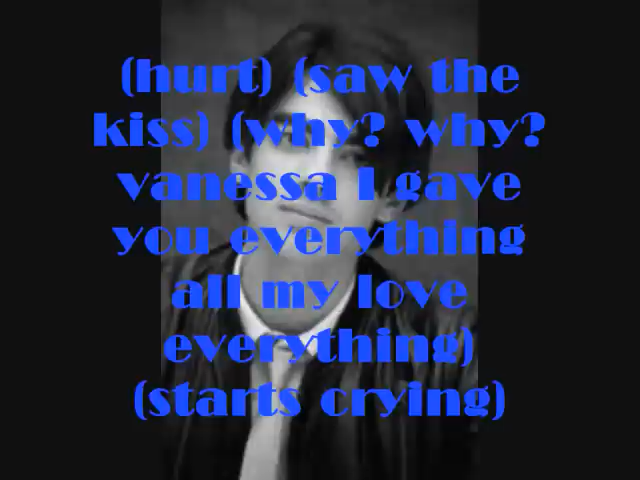 (hurt) (saw the
kiss) (why? why?
vanessa I gave
you everything
all my love
everything)
(starts crying)